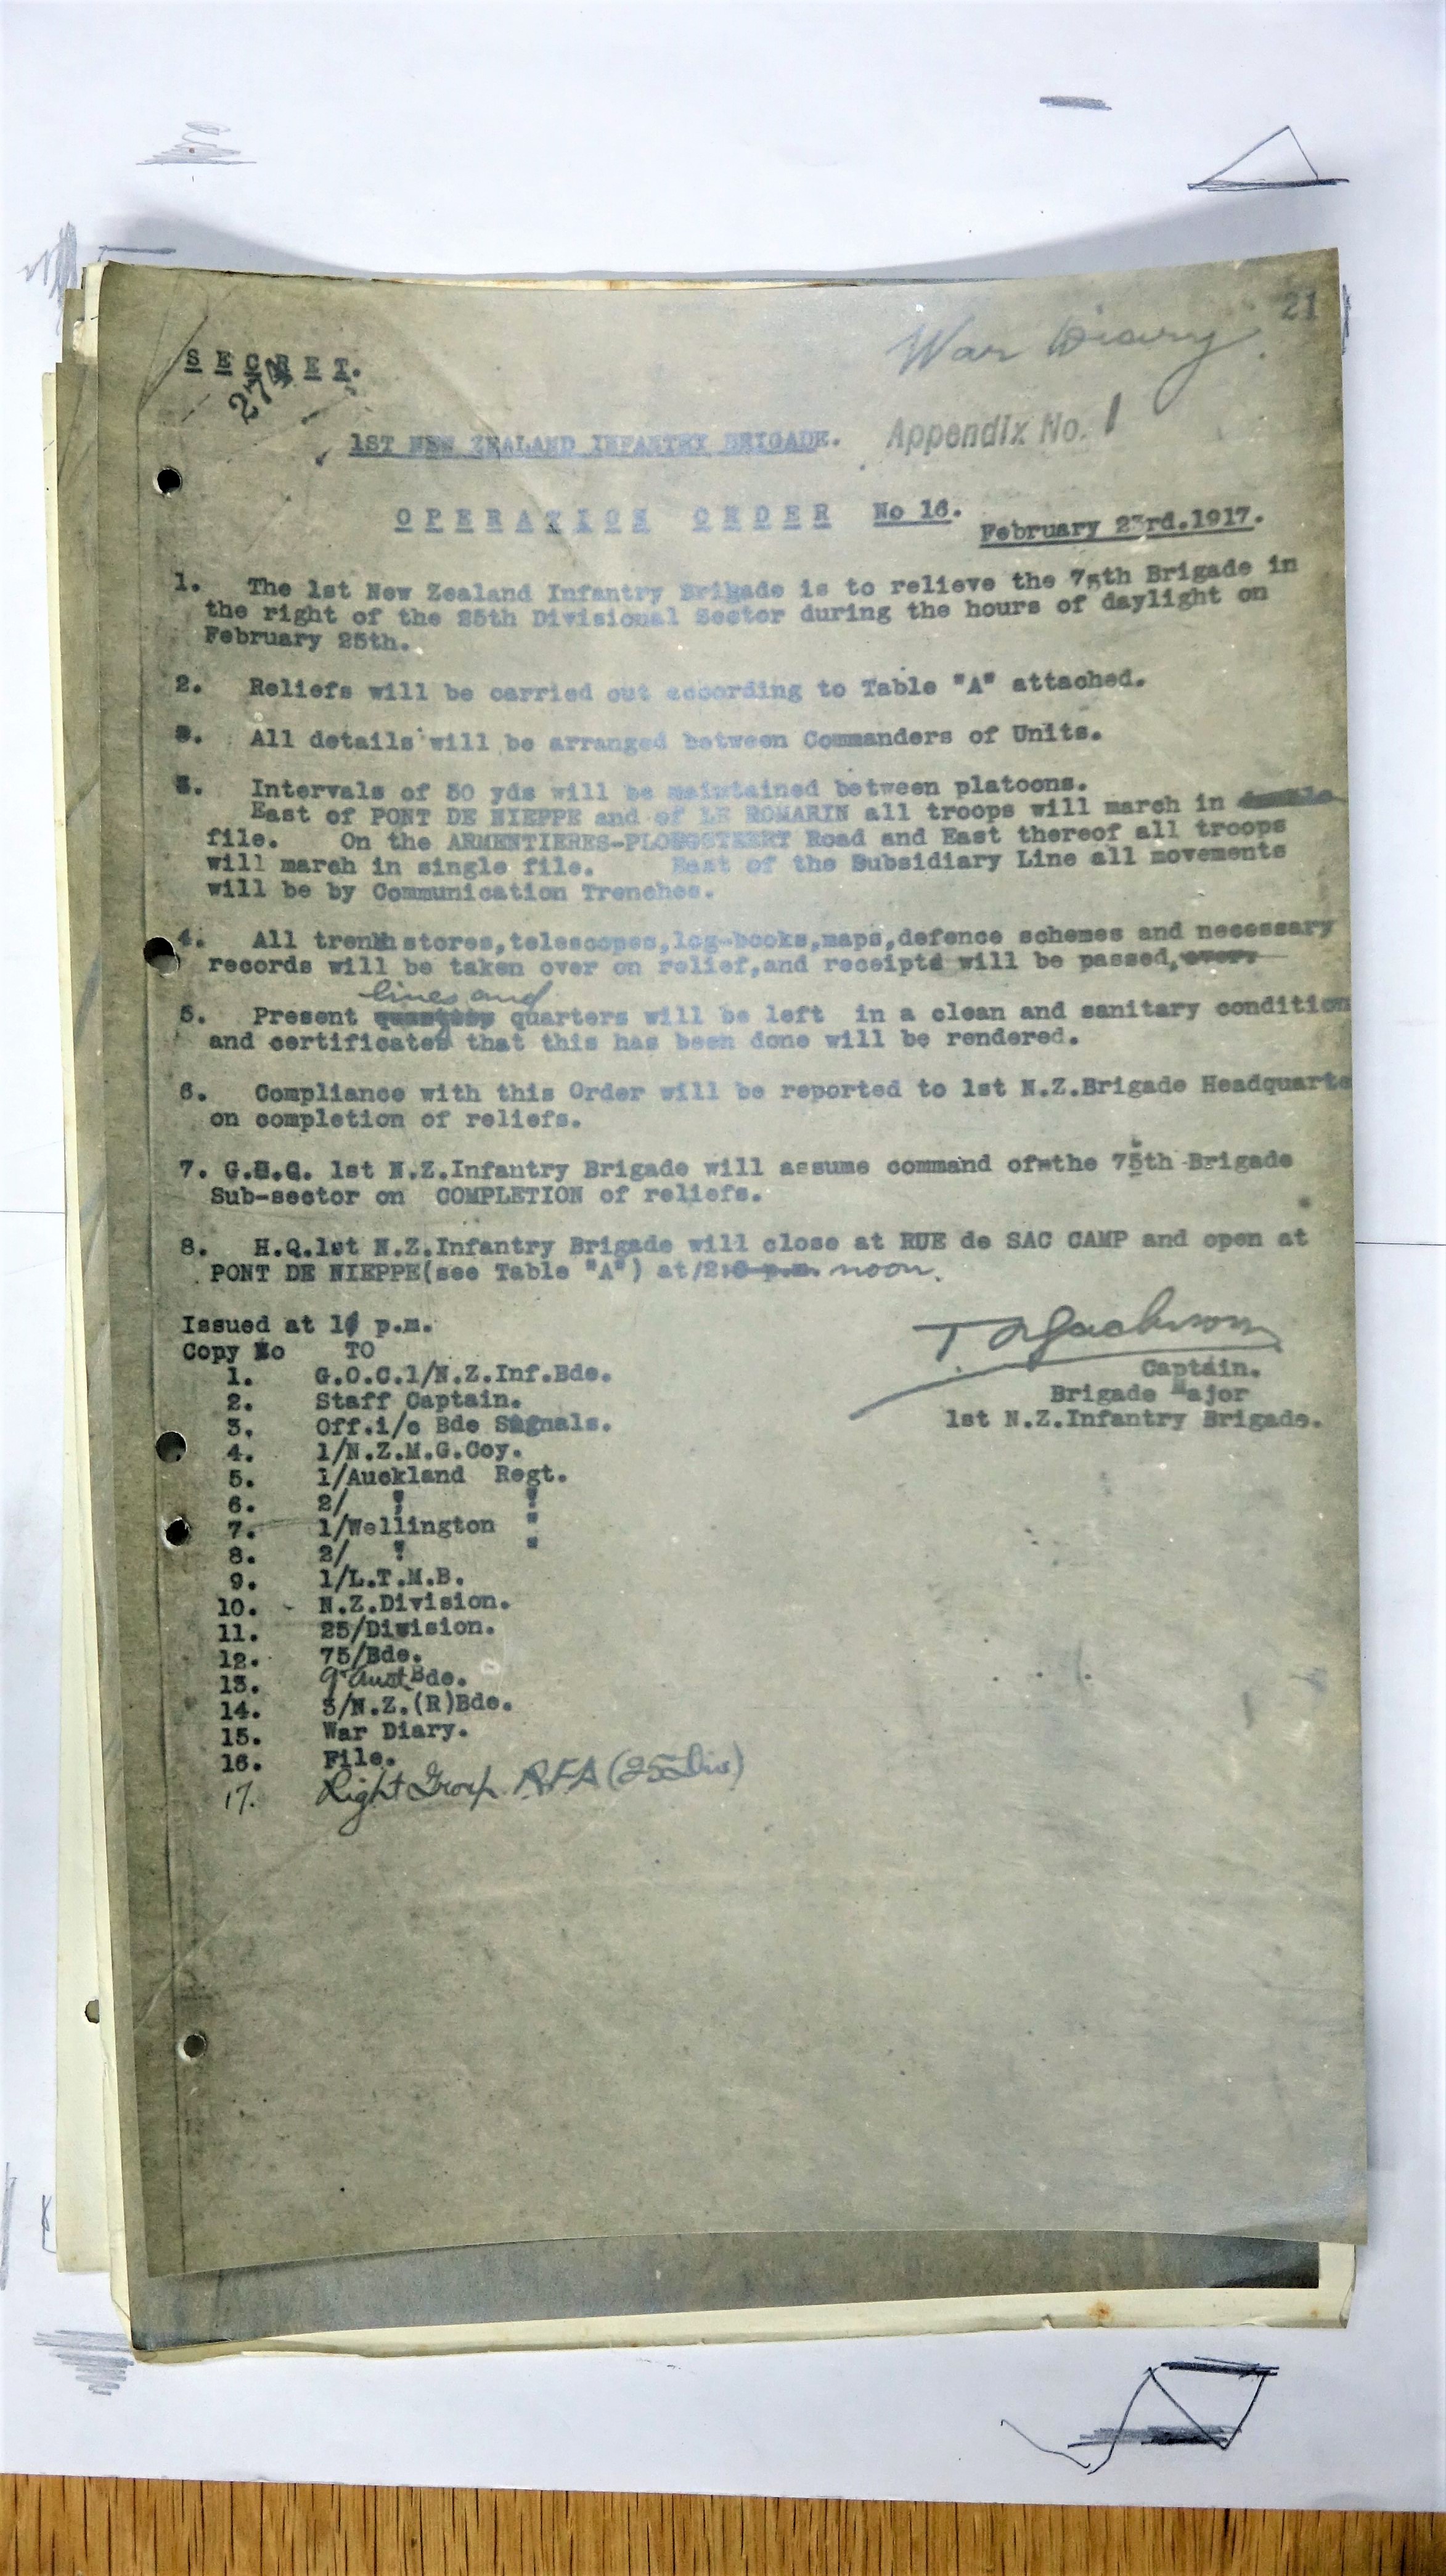 21
War Diary
SECRET.
1ST NEW ZEALAND INFANTRY BRIGADE.
Appendix No. 1
OPERATION ORDER No 16.
February 23rd.1917.
1. The 1st New Zealand Infantry Brigade is to relieve the 75th Brigade in
the right of the 25th Divisional Sector during the hours of daylight on
February 25th.
2. Reliefs will be carried out according to Table "A" attached.
3. All details will be arranged between Commanders of Units.
3. Intervals of 50 yds will be maintained between platoons.
East of PONT DE NIEPPE and of LE ROMARIN all troops will march in
file. On the ARMENTIERES-PLOEGSTEERT Road and East thereof all troops
will march in single file. East of the Subsidiary Line all movements
will be by Communication Trenches.
4. All trench stores,telescopes,log-books,maps,defence schemes and necessary
records will be taken over on relief,and receipts will be passed,
lines and
5. Present quarters will be left in a clean and sanitary condition
and certificates that this has been done will be rendered.
6. Compliance with this Order will be reported to 1st N.Z.Brigade Headquarte
on completion of reliefs.
7. G.H.Q. 1st N.Z.Infantry Brigade will assume command of the 75th Brigade
Sub-sector on COMPLETION of reliefs.
8. H.Q.1st N.Z.Infantry Brigade will close at RUE de SAC CAMP and open at
PONT DE NIEPPE(see Table "A") at 12 noon.
Issued at 1 p.m.
Captain.
Brigade Major
1st N.Z.Infantry Brigade.
Copy No TO
1. G.O.C.1/N.Z.Inf.Bde.
2. Staff Captain.
3. Off.i/c Bde Signals.
4. 1/N.Z.M.G.Coy.
5. 1/Auckland Regt.
6. 2/ " "
7. 1/Wellington "
8. 2/ " "
9. 1/L.T.M.B.
10. N.Z.Division.
11. 25/Division.
12. 75/Bde.
13. 9 Aust Bde.
14. 3/N.Z.(R)Bde.
15. War Diary.
16. File.
17. Right Group RFA (25 Div)